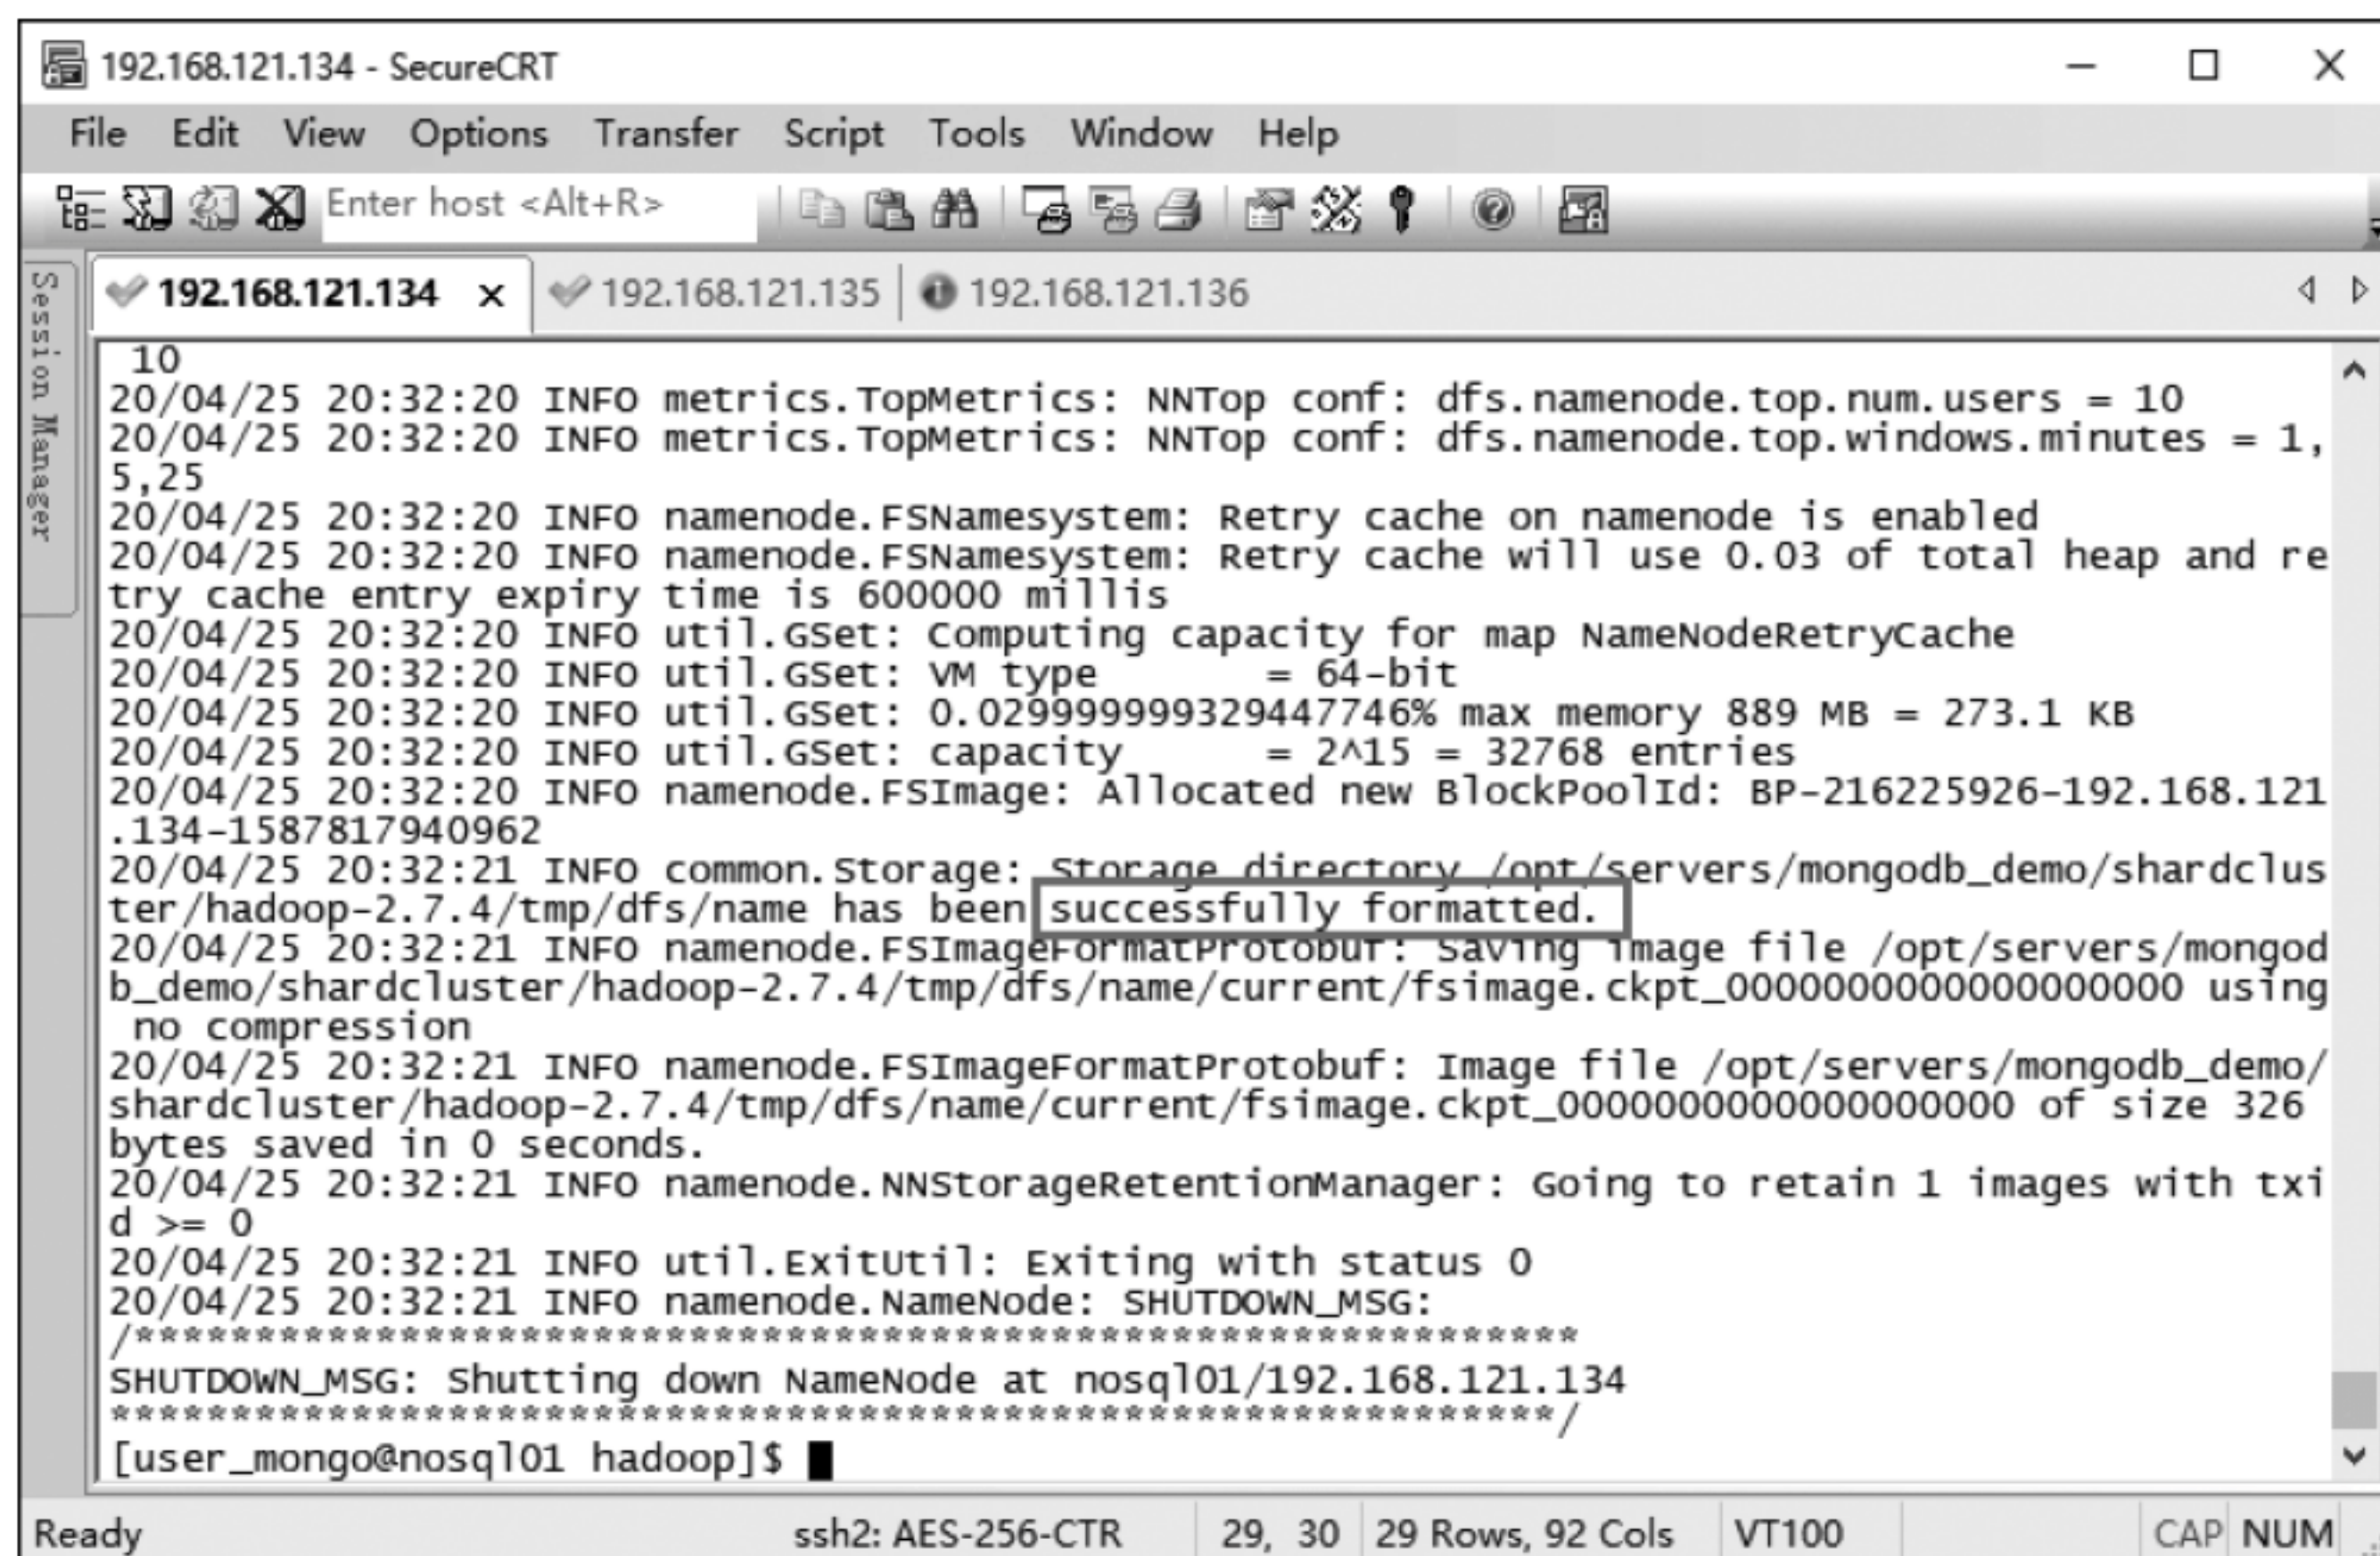 192.168.121.134 - SecureCRT
File Edit View Options Transfer Script Tools Window Help
Enter host <Alt+R>
Session Manager
192.168.121.134 x 192.168.121.135 192.168.121.136
10
20/04/25 20:32:20 INFO metrics.TopMetrics: NNTop conf: dfs.namenode.top.num.users = 10
20/04/25 20:32:20 INFO metrics.TopMetrics: NNTop conf: dfs.namenode.top.windows.minutes = 1,
5,25
20/04/25 20:32:20 INFO namenode.FSNamesystem: Retry cache on namenode is enabled
20/04/25 20:32:20 INFO namenode.FSNamesystem: Retry cache will use 0.03 of total heap and re
try cache entry expiry time is 600000 millis
20/04/25 20:32:20 INFO util.GSet: Computing capacity for map NameNodeRetryCache
20/04/25 20:32:20 INFO util.GSet: VM type       = 64-bit
20/04/25 20:32:20 INFO util.GSet: 0.029999999329447746% max memory 889 MB = 273.1 KB
20/04/25 20:32:20 INFO util.GSet: capacity      = 2^15 = 32768 entries
20/04/25 20:32:20 INFO namenode.FSImage: Allocated new BlockPoolId: BP-216225926-192.168.121
.134-1587817940962
20/04/25 20:32:21 INFO common.Storage: Storage directory /opt/servers/mongodb_demo/shardclus
ter/hadoop-2.7.4/tmp/dfs/name has been successfully formatted.
20/04/25 20:32:21 INFO namenode.FSImageFormatProtobuf: Saving image file /opt/servers/mongod
b_demo/shardcluster/hadoop-2.7.4/tmp/dfs/name/current/fsimage.ckpt_0000000000000000000 using
no compression
20/04/25 20:32:21 INFO namenode.FSImageFormatProtobuf: Image file /opt/servers/mongodb_demo/
shardcluster/hadoop-2.7.4/tmp/dfs/name/current/fsimage.ckpt_0000000000000000000 of size 326
bytes saved in 0 seconds.
20/04/25 20:32:21 INFO namenode.NNStorageRetentionManager: Going to retain 1 images with txi
d >= 0
20/04/25 20:32:21 INFO util.ExitUtil: Exiting with status 0
20/04/25 20:32:21 INFO namenode.NameNode: SHUTDOWN_MSG:
/************************************************************
SHUTDOWN_MSG: Shutting down NameNode at nosql01/192.168.121.134
************************************************************/
[user_mongo@nosql01 hadoop]$
Ready ssh2: AES-256-CTR 29, 30 29 Rows, 92 Cols VT100 CAP NUM